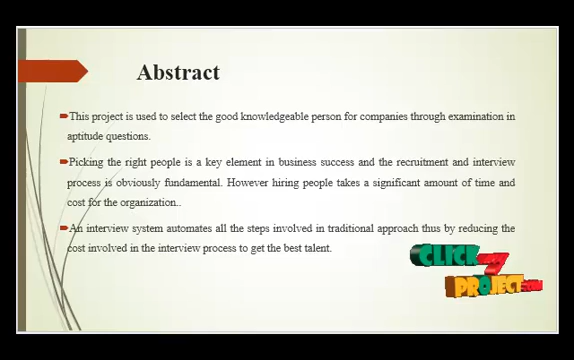 Abstract
This project is used to select the good knowledgeable person for companies through examination in
aptitude questions.
Picking the right people is a key element in business success and the recruitment and interview
process is obviously fundamental. However hiring people takes a significant amount of time and
cost for the organization..
An interview system automates all the steps involved in traditional approach thus by reducing the
cost involved in the interview process to get the best talent.
CLICK
PROJECT.COM